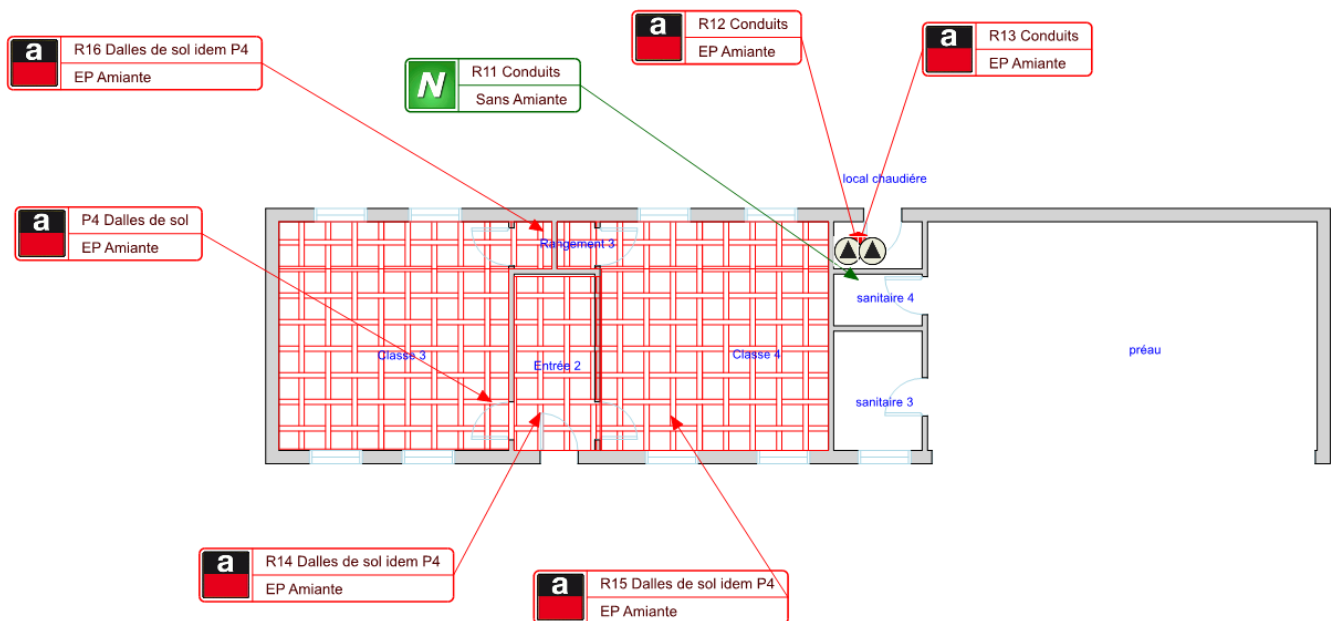 R12 Conduits
EP Amiante
R13 Conduits
EP Amiante
a
a
R16 Dalles de sol idem P4
EP Amiante
a
R11 Conduits
Sans Amiante
N
local chaudiére
P4 Dalles de sol
EP Amiante
a
Rangement 3
sanitaire 4
Classe 3
Entrée 2
Classe 4
préau
sanitaire 3
R14 Dalles de sol idem P4
EP Amiante
a
R15 Dalles de sol idem P4
EP Amiante
a